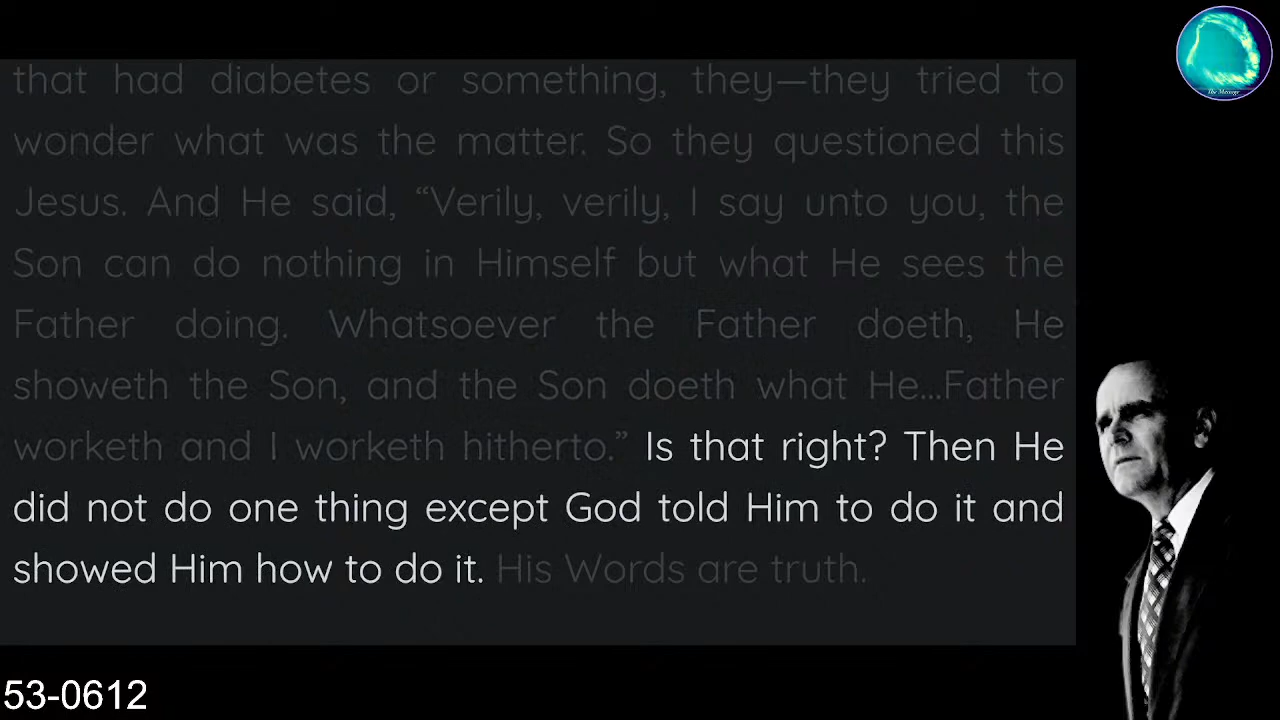 that had diabetes or something, they—they tried to
wonder what was the matter. So they questioned this
Jesus. And He said, “Verily, verily, I say unto you, the
Son can do nothing in Himself but what He sees the
Father doing. Whatsoever the Father doeth, He
showeth the Son, and the Son doeth what He...Father
worketh and I worketh hitherto.” Is that right? Then He
did not do one thing except God told Him to do it and
showed Him how to do it. His Words are truth.
The Message
53-0612